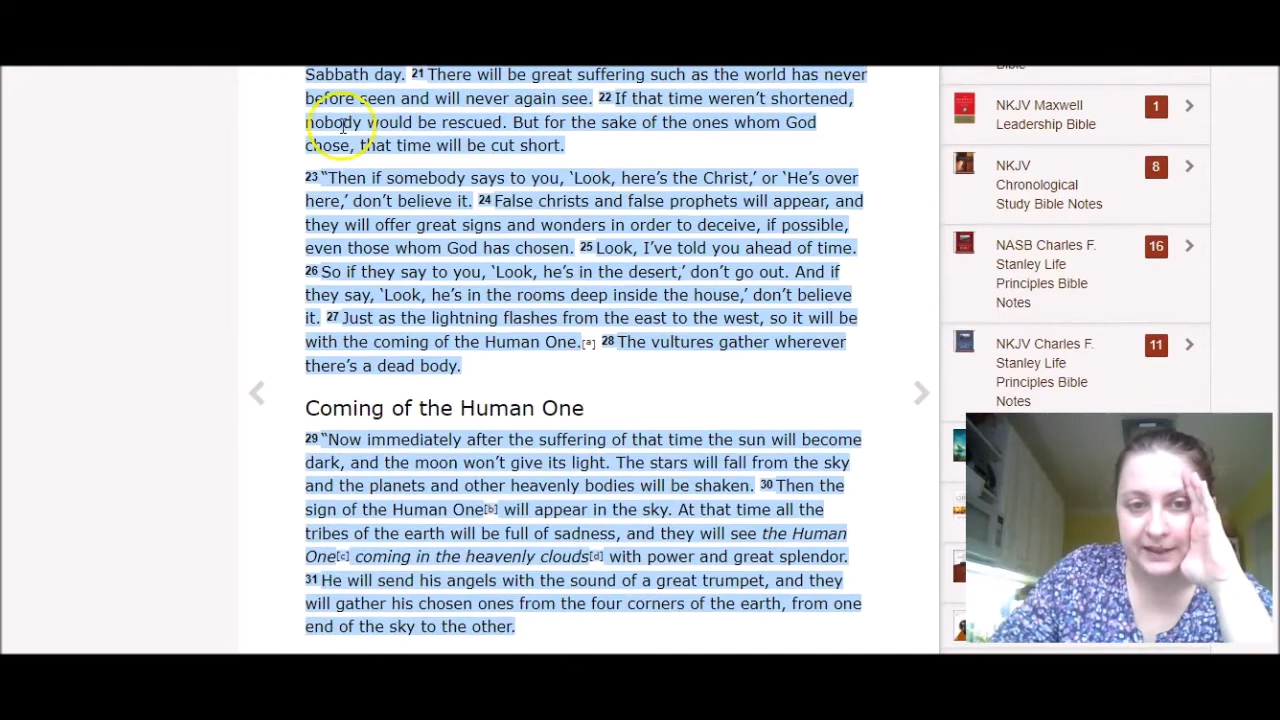 Sabbath day. 21 There will be great suffering such as the world has never
before seen and will never again see. 22 If that time weren’t shortened,
nobody would be rescued. But for the sake of the ones whom God
chose, that time will be cut short.
23 “Then if somebody says to you, ‘Look, here’s the Christ,’ or ‘He’s over
here,’ don’t believe it. 24 False christs and false prophets will appear, and
they will offer great signs and wonders in order to deceive, if possible,
even those whom God has chosen. 25 Look, I’ve told you ahead of time.
26 So if they say to you, ‘Look, he’s in the desert,’ don’t go out. And if
they say, ‘Look, he’s in the rooms deep inside the house,’ don’t believe
it. 27 Just as the lightning flashes from the east to the west, so it will be
with the coming of the Human One.[a] 28 The vultures gather wherever
there’s a dead body.
Coming of the Human One
29 “Now immediately after the suffering of that time the sun will become
dark, and the moon won’t give its light. The stars will fall from the sky
and the planets and other heavenly bodies will be shaken. 30 Then the
sign of the Human One[b] will appear in the sky. At that time all the
tribes of the earth will be full of sadness, and they will see the Human
One[c] coming in the heavenly clouds[d] with power and great splendor.
31 He will send his angels with the sound of a great trumpet, and they
will gather his chosen ones from the four corners of the earth, from one
end of the sky to the other.
NKJV Maxwell
Leadership Bible
1
NKJV
Chronological
Study Bible Notes
8
NASB Charles F.
Stanley Life
Principles Bible
Notes
16
NKJV Charles F.
Stanley Life
Principles Bible
Notes
11